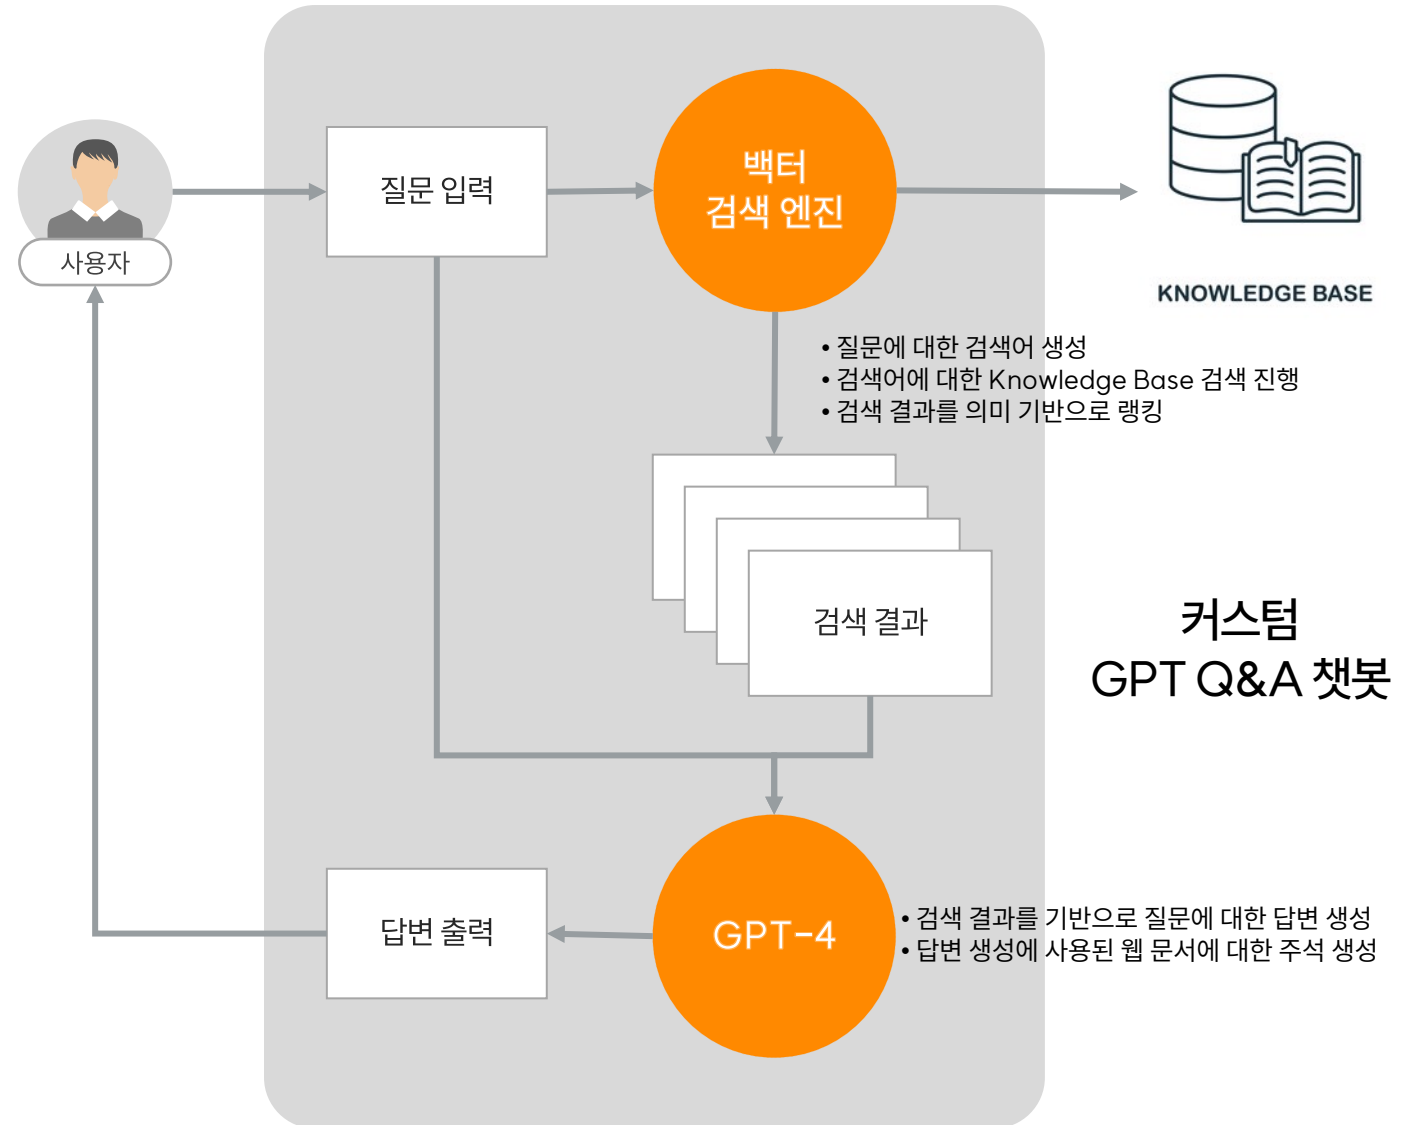 사용자
질문 입력
백터
검색 엔진
KNOWLEDGE BASE
• 질문에 대한 검색어 생성
• 검색어에 대한 Knowledge Base 검색 진행
• 검색 결과를 의미 기반으로 랭킹
검색 결과
커스텀
GPT Q&A 챗봇
답변 출력
GPT-4
• 검색 결과를 기반으로 질문에 대한 답변 생성
• 답변 생성에 사용된 웹 문서에 대한 주석 생성